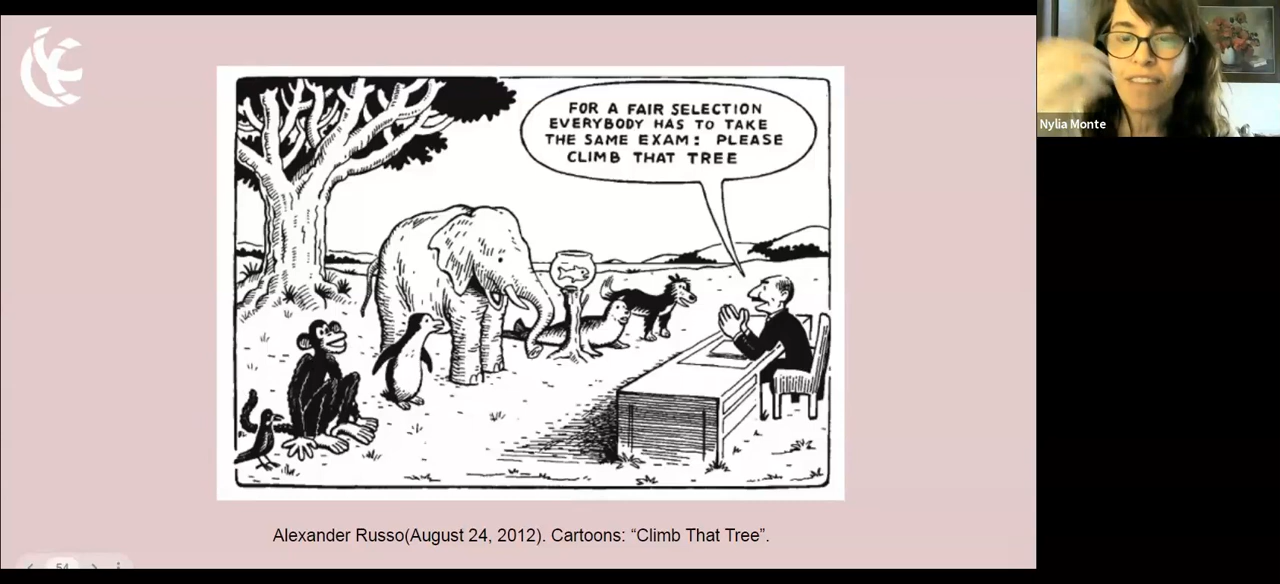 FOR A FAIR SELECTION
EVERYBODY HAS TO TAKE
THE SAME EXAM: PLEASE
CLIMB THAT TREE
Nylia Monte
Alexander Russo(August 24, 2012). Cartoons: “Climb That Tree”.
54